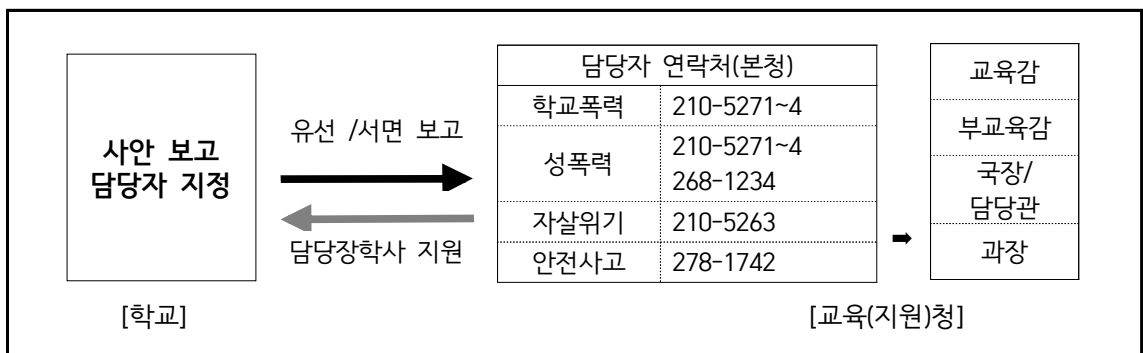 사안 보고
담당자 지정
[학교]
유선 /서면 보고
담당장학사 지원
담당자 연락처(본청)
학교폭력 210-5271~4
성폭력 210-5271~4
268-1234
자살위기 210-5263
안전사고 278-1742
➡
교육감
부교육감
국장/
담당관
과장
[교육(지원)청]